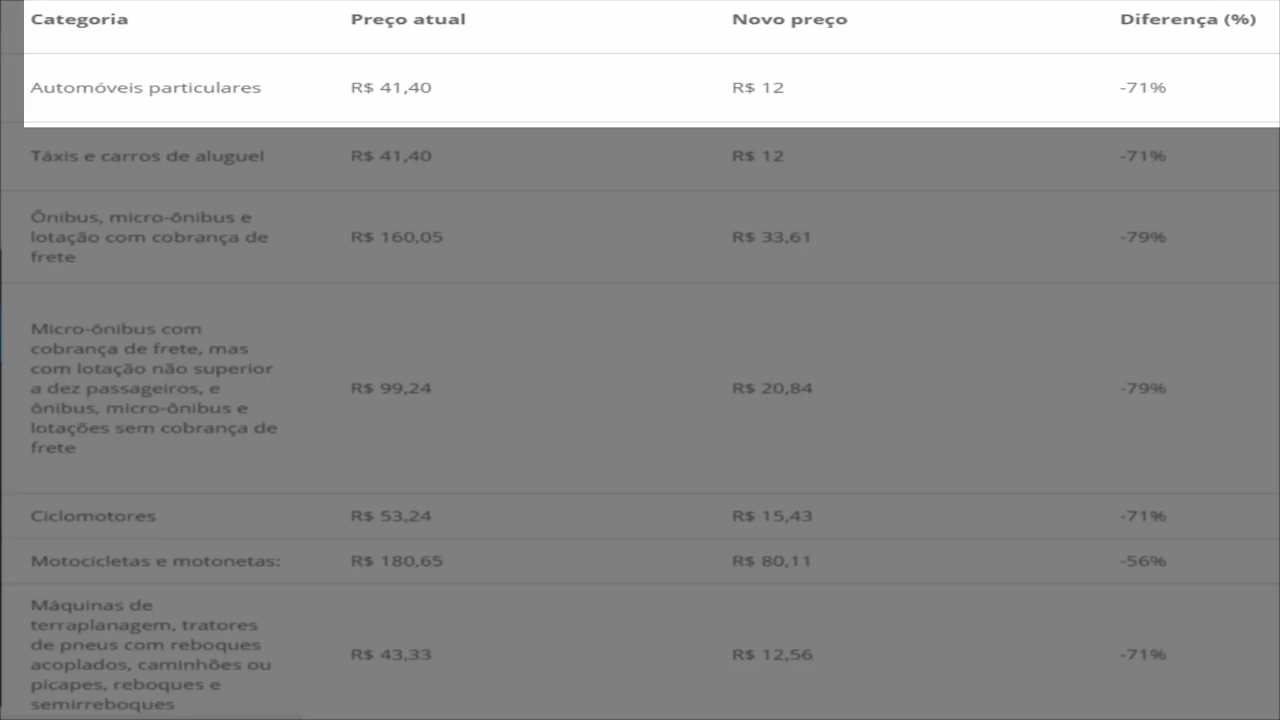 Categoria Preço atual Novo preço Diferença (%)
Automóveis particulares R$ 41,40 R$ 12 -71%
Táxis e carros de aluguel R$ 41,40 R$ 12 -71%
Ônibus, micro-ônibus e
lotação com cobrança de R$ 160,05 R$ 33,61 -79%
frete
Micro-ônibus com
cobrança de frete, mas
com lotação não superior
a dez passageiros, e R$ 99,24 R$ 20,84 -79%
ônibus, micro-ônibus e
lotações sem cobrança de
frete
Ciclomotores R$ 53,24 R$ 15,43 -71%
Motocicletas e motonetas: R$ 180,65 R$ 80,11 -56%
Máquinas de
terraplanagem, tratores
de pneus com reboques
acoplados, caminhões ou R$ 43,33 R$ 12,56 -71%
picapes, reboques e
semirreboques